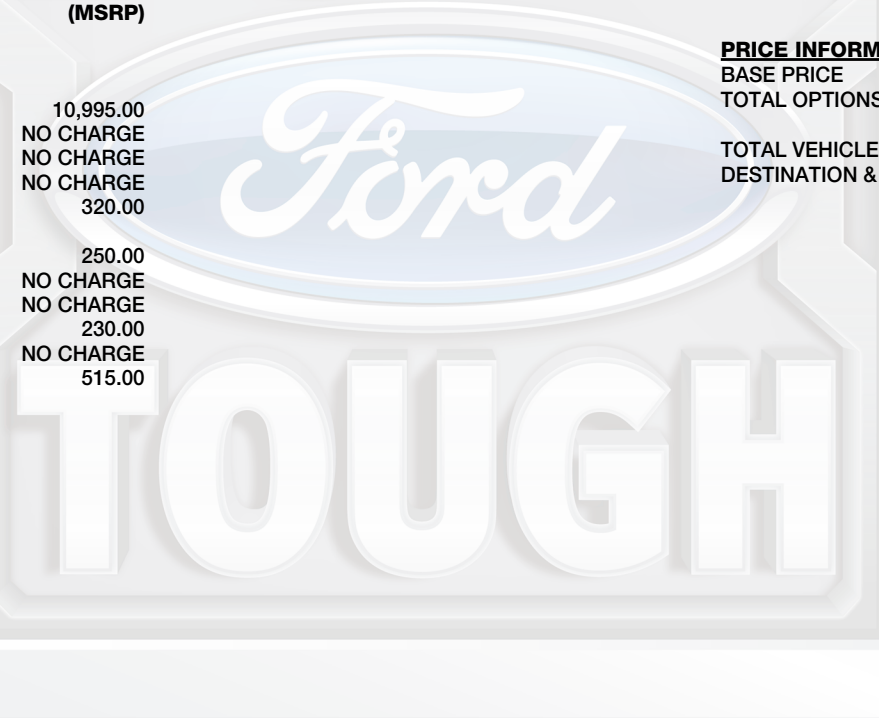 (MSRP)
10,995.00
NO CHARGE
NO CHARGE
NO CHARGE
320.00
250.00
NO CHARGE
NO CHARGE
230.00
NO CHARGE
515.00
PRICE INFORM
BASE PRICE
TOTAL OPTIONS
TOTAL VEHICLE
DESTINATION &
Ford
TOUGH